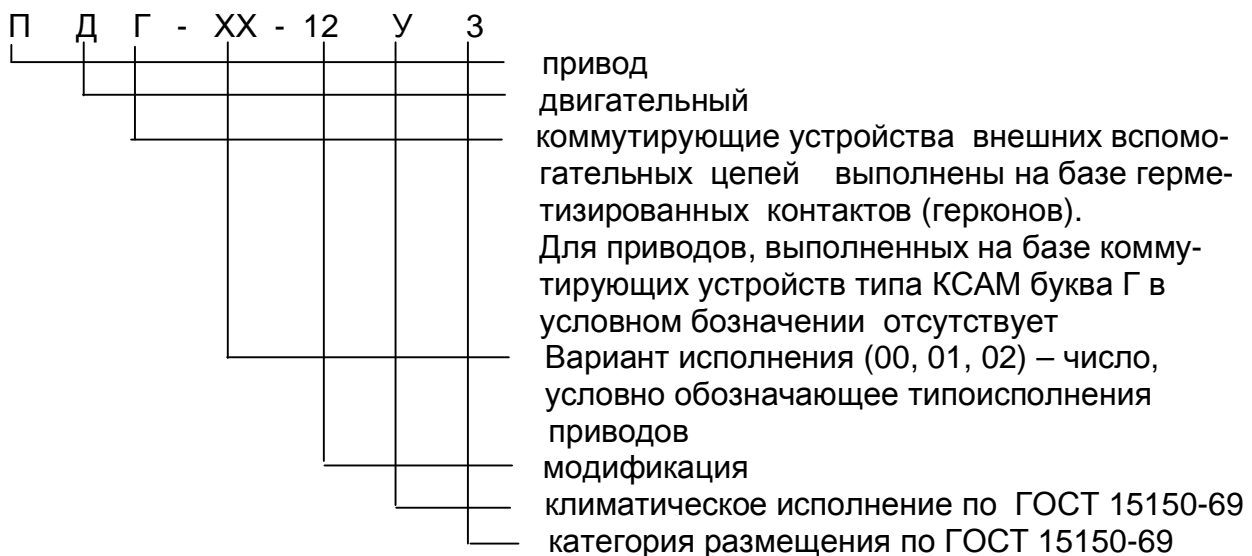 П Д Г - XX - 12 У 3
привод
двигательный
коммутирующие устройства внешних вспомо-
гательных цепей выполнены на базе герме-
тизированных контактов (герконов).
Для приводов, выполненных на базе комму-
тирующих устройств типа КСАМ буква Г в
условном бозначении отсутствует
Вариант исполнения (00, 01, 02) – число,
условно обозначающее типоисполнения
приводов
модификация
климатическое исполнение по ГОСТ 15150-69
категория размещения по ГОСТ 15150-69